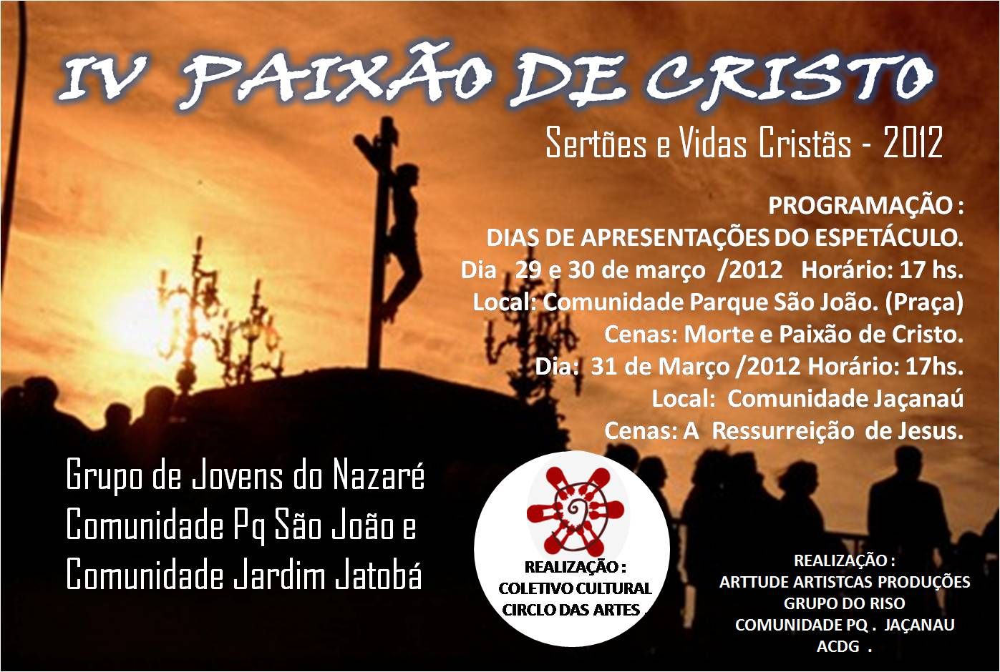 IV PAIXÃO DE CRISTO
Sertões e Vidas Cristãs - 2012
PROGRAMAÇÃO :
DIAS DE APRESENTAÇÕES DO ESPETÁCULO.
Dia 29 e 30 de março /2012 Horário: 17 hs.
Local: Comunidade Parque São João. (Praça)
Cenas: Morte e Paixão de Cristo.
Dia: 31 de Março /2012 Horário: 17hs.
Local: Comunidade Jaçanaú
Cenas: A Ressurreição de Jesus.
Grupo de Jovens do Nazaré
Comunidade Pq São João e
Comunidade Jardim Jatobá
REALIZAÇÃO :
COLETIVO CULTURAL
CIRCLO DAS ARTES .
REALIZAÇÃO :
ARTTUDE ARTISTCAS PRODUÇÕES
GRUPO DO RISO
COMUNIDADE PQ . JAÇANAU
ACDG .